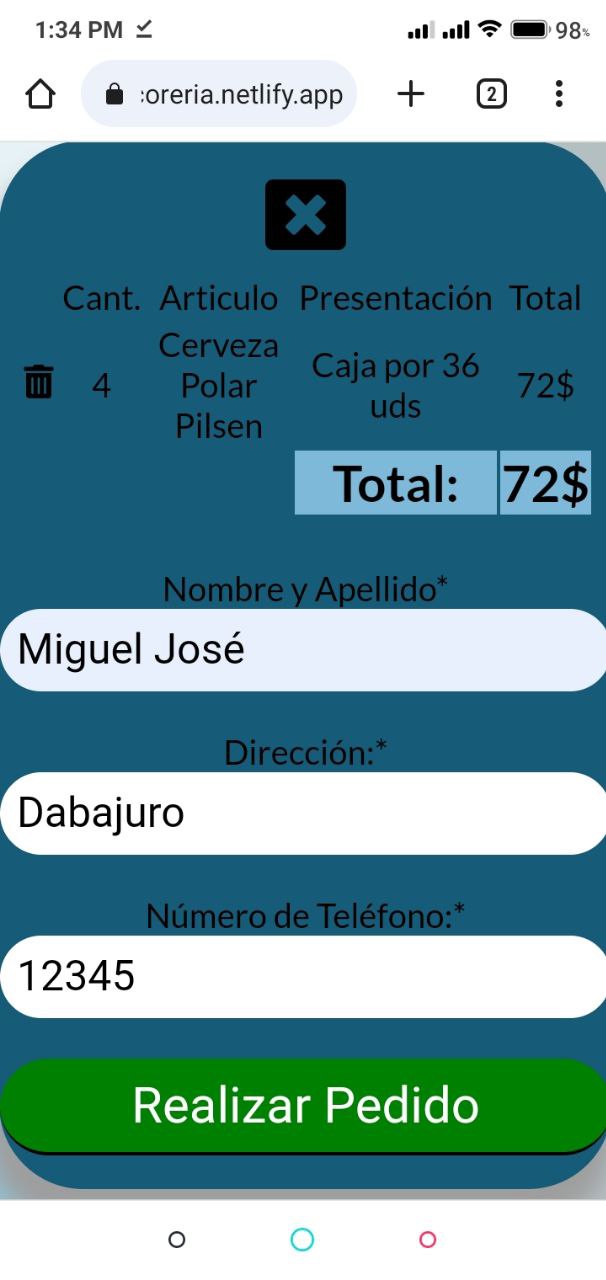 1:34 PM
98%
:oreria.netlify.app
2
Cant. Articulo Presentación Total
4 Cerveza Polar Pilsen Caja por 36 uds 72$
Total: 72$
Nombre y Apellido*
Miguel José
Dirección:*
Dabajuro
Número de Teléfono:*
12345
Realizar Pedido